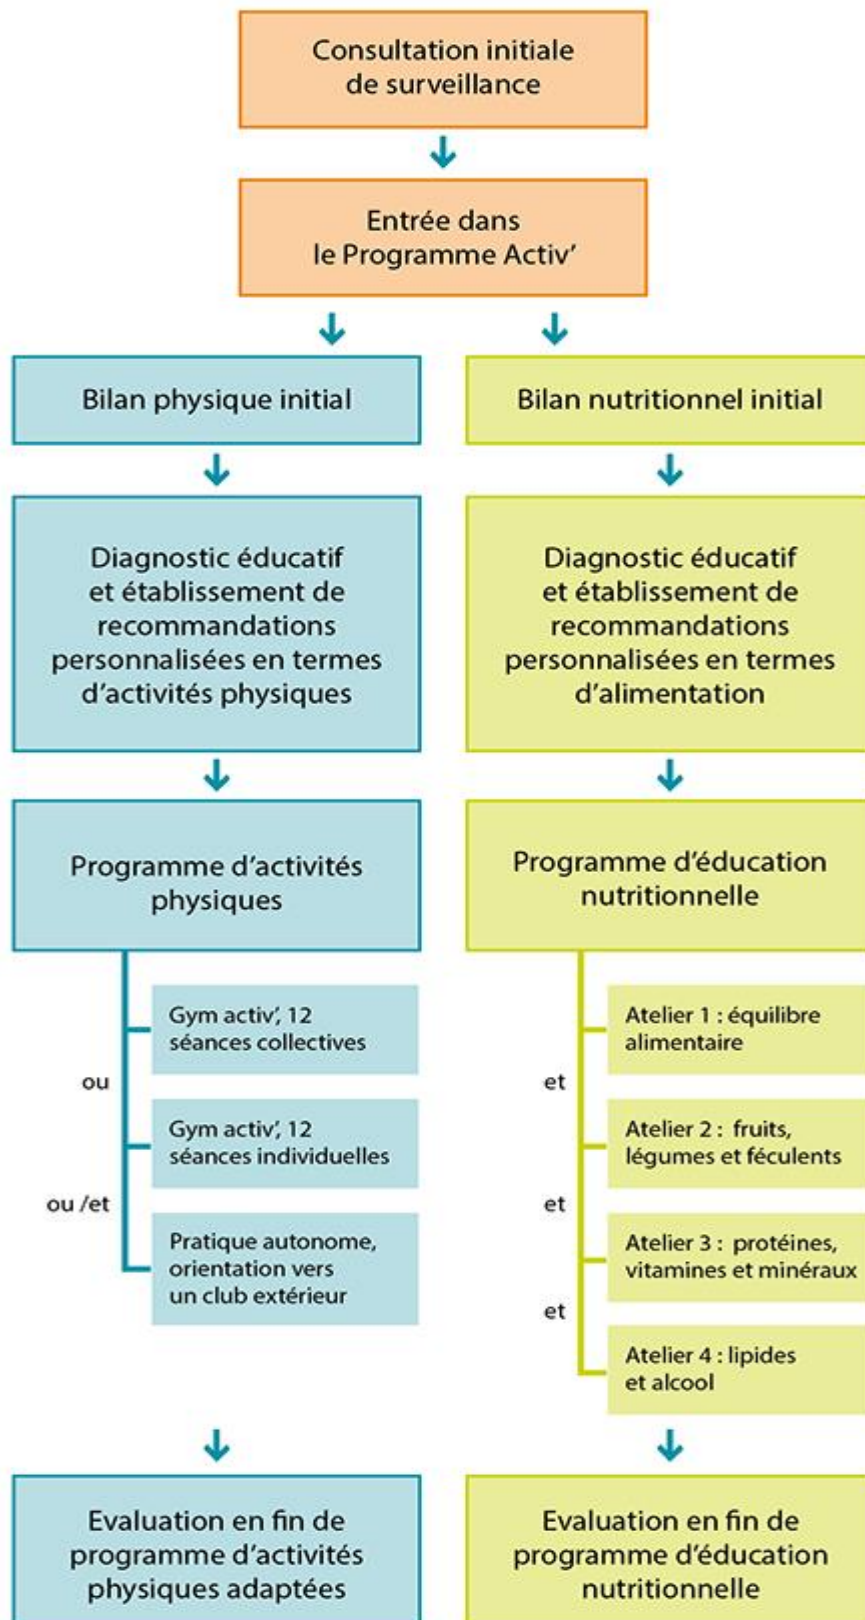 Consultation initiale
de surveillance
Entrée dans
le Programme Activ’
Bilan physique initial
Bilan nutritionnel initial
Diagnostic éducatif
et établissement de
recommandations
personnalisées en termes
d’activités physiques
Diagnostic éducatif
et établissement de
recommandations
personnalisées en termes
d’alimentation
Programme d’activités
physiques
Gym activ’, 12
séances collectives
ou
Gym activ’, 12
séances individuelles
ou /et
Pratique autonome,
orientation vers
un club extérieur
Programme d’éducation
nutritionnelle
Atelier 1 : équilibre
alimentaire
et
Atelier 2 : fruits,
légumes et féculents
et
Atelier 3 : protéines,
vitamines et minéraux
et
Atelier 4 : lipides
et alcool
Evaluation en fin de
programme d’activités
physiques adaptées
Evaluation en fin de
programme d’éducation
nutritionnelle